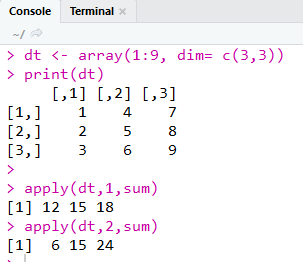 Console Terminal ×
~/
> dt <- array(1:9, dim= c(3,3))
> print(dt)
     [,1] [,2] [,3]
[1,]    1    4    7
[2,]    2    5    8
[3,]    3    6    9
>
> apply(dt,1,sum)
[1] 12 15 18
> apply(dt,2,sum)
[1]  6 15 24
>